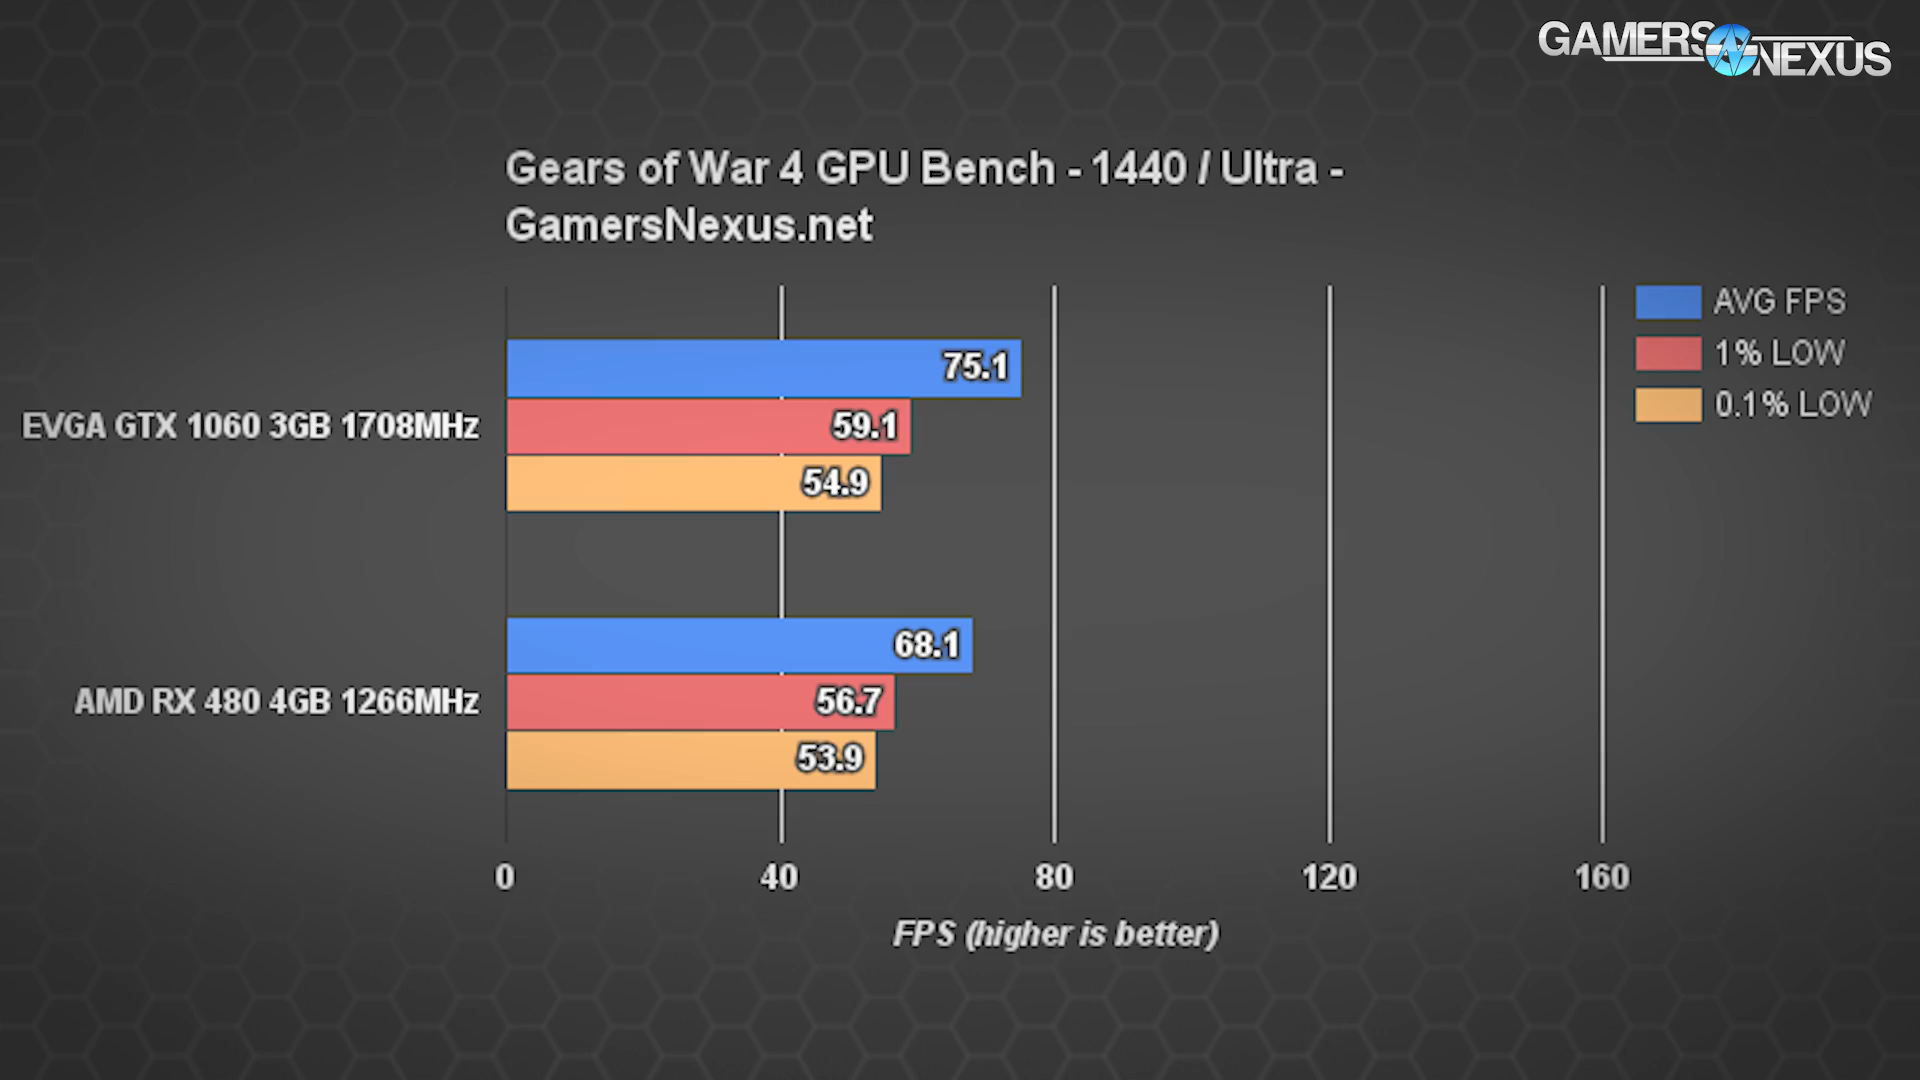 GAMERS NEXUS
Gears of War 4 GPU Bench - 1440 / Ultra -
GamersNexus.net
AVG FPS
1% LOW
0.1% LOW
EVGA GTX 1060 3GB 1708MHz
75.1
59.1
54.9
AMD RX 480 4GB 1266MHz
68.1
56.7
53.9
0 40 80 120 160
FPS (higher is better)